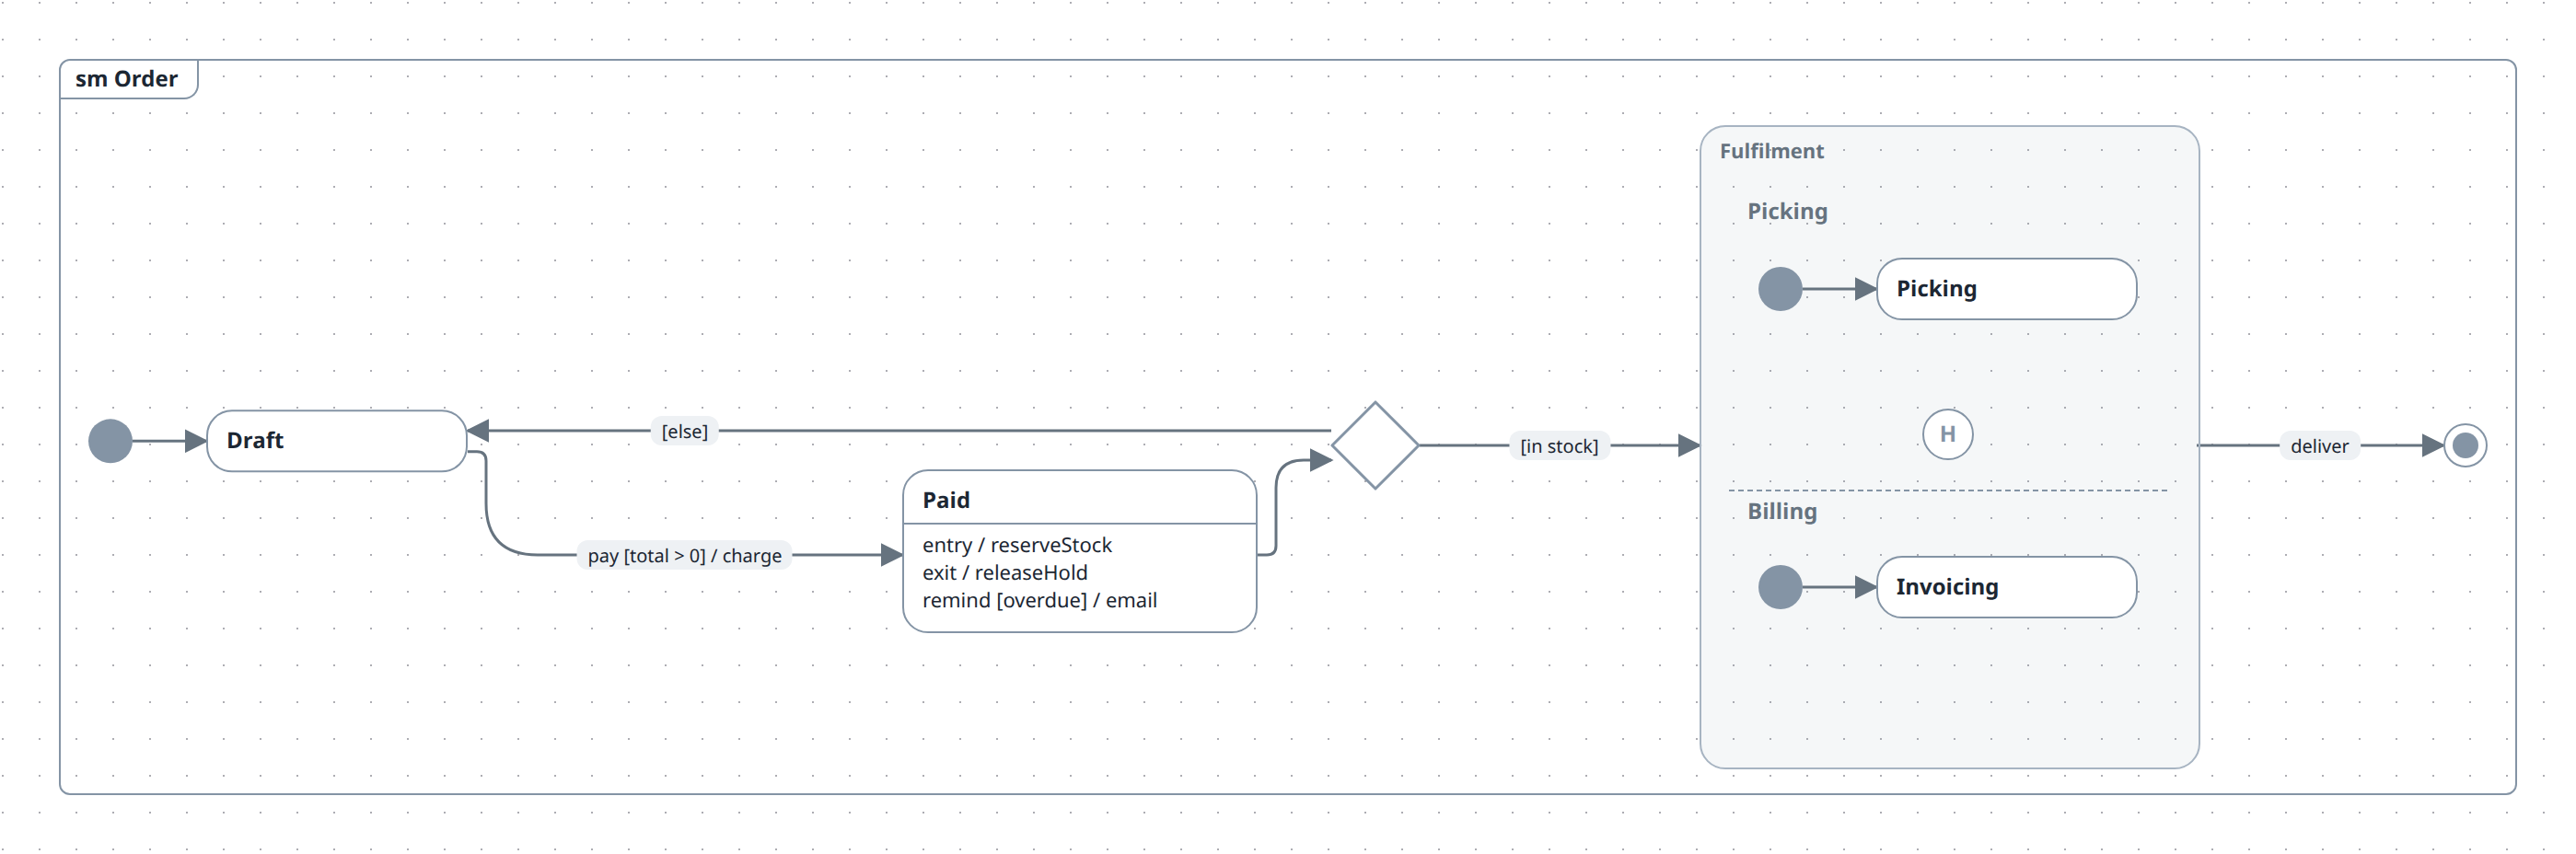 sm Order
Fulfilment
Picking
Picking
Draft
[else]
[in stock]
H
deliver
Paid
entry / reserveStock
exit / releaseHold
remind [overdue] / email
pay [total > 0] / charge
Billing
Invoicing